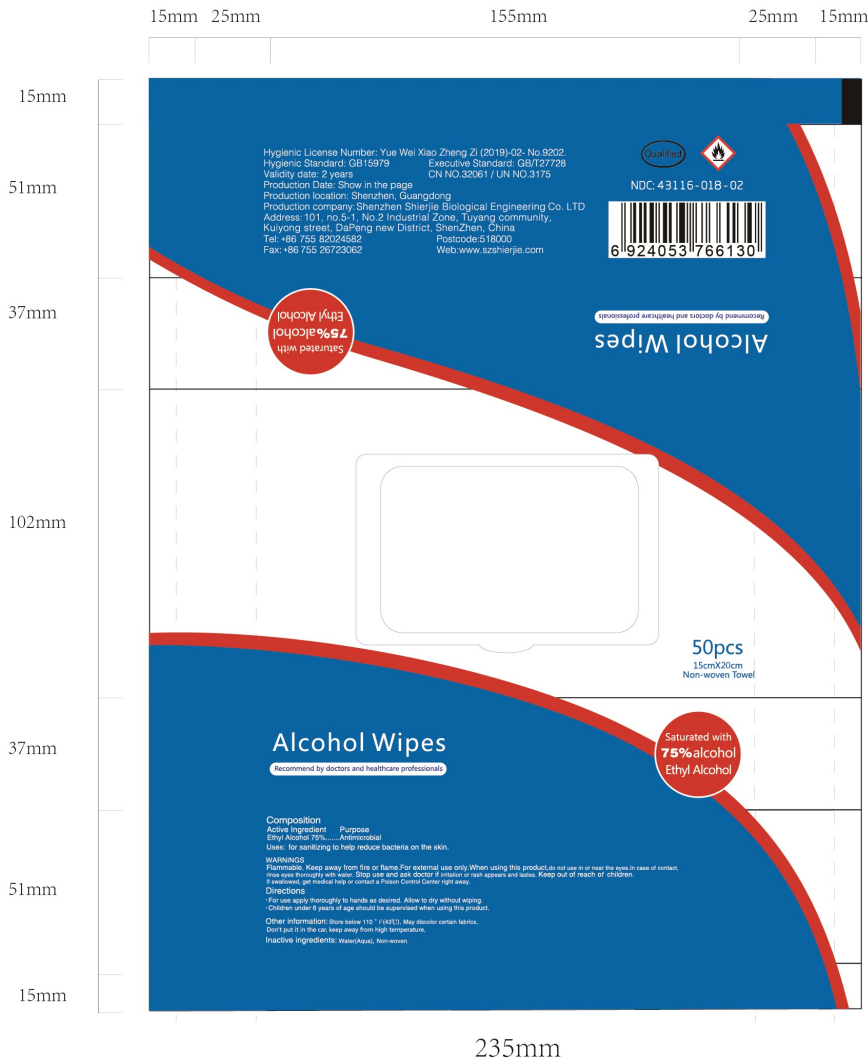 15mm 25mm 155mm 25mm 15mm
15mm
51mm
37mm
102mm
37mm
51mm
15mm
235mm
Hygienic License Number: Yue Wei Xiao Zheng Zi (2019)-02- No.9202.
Hygienic Standard: GB15979 Executive Standard: GB/T27728
Validity date: 2 years CN NO.32061 / UN NO.3175
Production Date: Show in the page
Production location: Shenzhen, Guangdong
Production company: Shenzhen Shierjie Biological Engineering Co. LTD
Address: 101, no.5-1, No.2 Industrial Zone, Tuyang community,
Kuiyong street, DaPeng new District, ShenZhen, China
Tel: +86 755 82024582 Postcode:518000
Fax: +86 755 26723062 Web:www.szshierjie.com
Qualified
NDC: 43116-018-02
6 924053 766130
Alcohol Wipes
Recommend by doctors and healthcare professionals
Saturated with
75%alcohol
Ethyl Alcohol
50pcs
15cmX20cm
Non-woven Towel
Alcohol Wipes
Recommend by doctors and healthcare professionals
Saturated with
75%alcohol
Ethyl Alcohol
Composition
Active Ingredient Purpose
Ethyl Alcohol 75%.......Antimicrobial
Uses: for sanitizing to help reduce bacteria on the skin.
WARNINGS
Flammable. Keep away from fire or flame.For external use only.When using this product,do not use in or near the eyes.In case of contact,
rinse eyes thoroughly with water. Stop use and ask doctor if irritation or rash appears and lastes. Keep out of reach of children.
If swallowed, get medical help or contact a Poison Control Center right away.
Directions
·For use apply thoroughly to hands as desired. Allow to dry without wiping.
·Children under 6 years of age should be supervised when using this product.
Other information: Store below 110°F(43℃), May discolor certain fabrics,
Don't put it in the car, keep away from high temperature.
Inactive ingredients: Water(Aqua), Non-wovan.